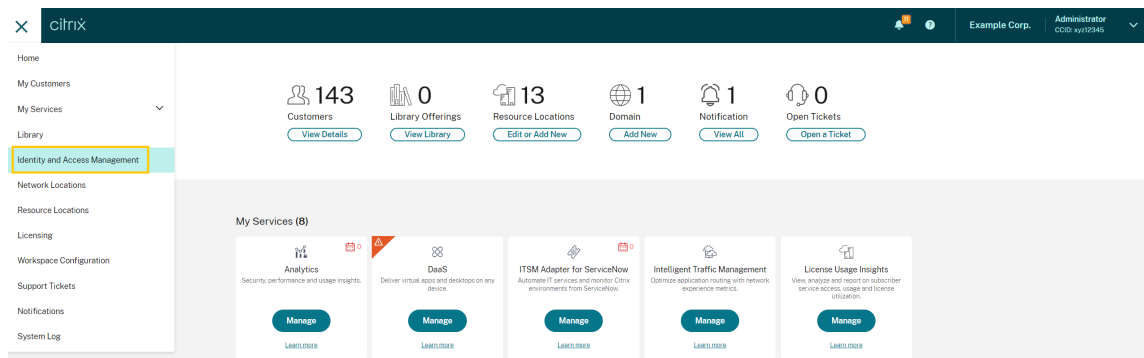 citrix
11
?
Example Corp.
Administrator
CCID: xyz12345
Home
My Customers
My Services
Library
Identity and Access Management
Network Locations
Resource Locations
Licensing
Workspace Configuration
Support Tickets
Notifications
System Log
143
Customers
View Details
0
Library Offerings
View Library
13
Resource Locations
Edit or Add New
1
Domain
Add New
1
Notification
View All
0
Open Tickets
Open a Ticket
My Services (8)
0
Analytics
Security, performance and usage insights.
Manage
Learn more
DaaS
Deliver virtual apps and desktops on any
device.
Manage
Learn more
0
ITSM Adapter for ServiceNow
Automate IT services and monitor Citrix
environments from ServiceNow.
Manage
Learn more
Intelligent Traffic Management
Optimize application routing with network
experience metrics.
Manage
Learn more
License Usage Insights
View, analyze and report on subscriber
service access, usage and license
utilization.
Manage
Learn more